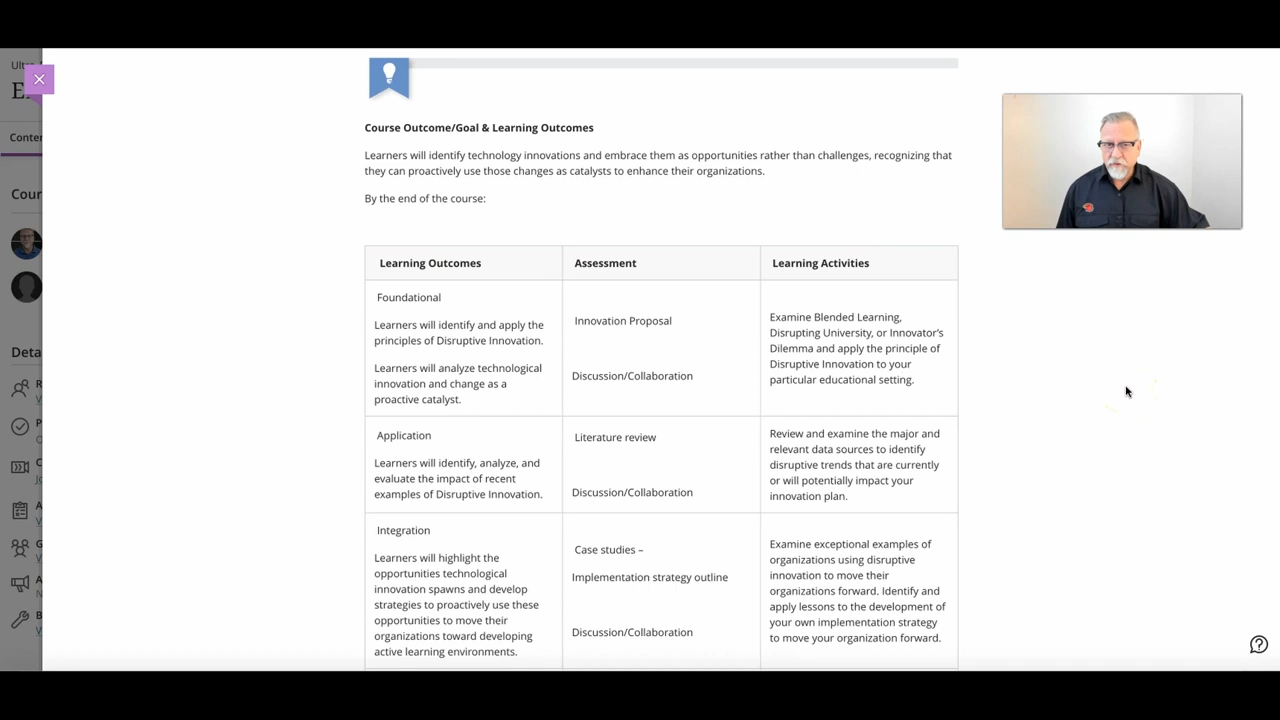 Ultra
E
Conten
Course Outcome/Goal & Learning Outcomes
Learners will identify technology innovations and embrace them as opportunities rather than challenges, recognizing that
they can proactively use those changes as catalysts to enhance their organizations.
By the end of the course:
Cour
Deta
R
V
P
C
C
Jo
A
V
G
V
A
N
B
V
Learning Outcomes
Assessment
Learning Activities
Foundational
Learners will identify and apply the
principles of Disruptive Innovation.
Learners will analyze technological
innovation and change as a
proactive catalyst.
Innovation Proposal
Discussion/Collaboration
Examine Blended Learning,
Disrupting University, or Innovator’s
Dilemma and apply the principle of
Disruptive Innovation to your
particular educational setting.
Application
Learners will identify, analyze, and
evaluate the impact of recent
examples of Disruptive Innovation.
Literature review
Discussion/Collaboration
Review and examine the major and
relevant data sources to identify
disruptive trends that are currently
or will potentially impact your
innovation plan.
Integration
Learners will highlight the
opportunities technological
innovation spawns and develop
strategies to proactively use these
opportunities to move their
organizations toward developing
active learning environments.
Case studies –
Implementation strategy outline
Discussion/Collaboration
Examine exceptional examples of
organizations using disruptive
innovation to move their
organizations forward. Identify and
apply lessons to the development of
your own implementation strategy
to move your organization forward.